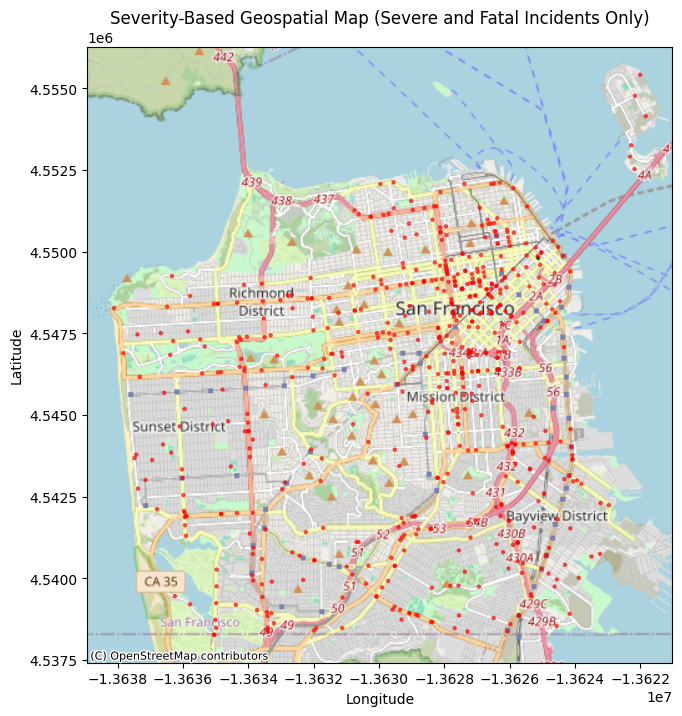 Severity-Based Geospatial Map (Severe and Fatal Incidents Only)
1e6
4.5550
4.5525
4.5500
4.5475
4.5450
4.5425
4.5400
4.5375
Latitude
442
439
438
437
4A
Richmond
District
San Francisco
2B
2A
1A
433B
56
56
Mission District
Sunset District
432
432
431
Bayview District
54B
53
52
51
51
50
49
430B
430A
429C
429B
CA 35
San Francisco
(C) OpenStreetMap contributors
−1.3638
−1.3636
−1.3634
−1.3632
−1.3630
−1.3628
−1.3626
−1.3624
−1.3622
1e7
Longitude